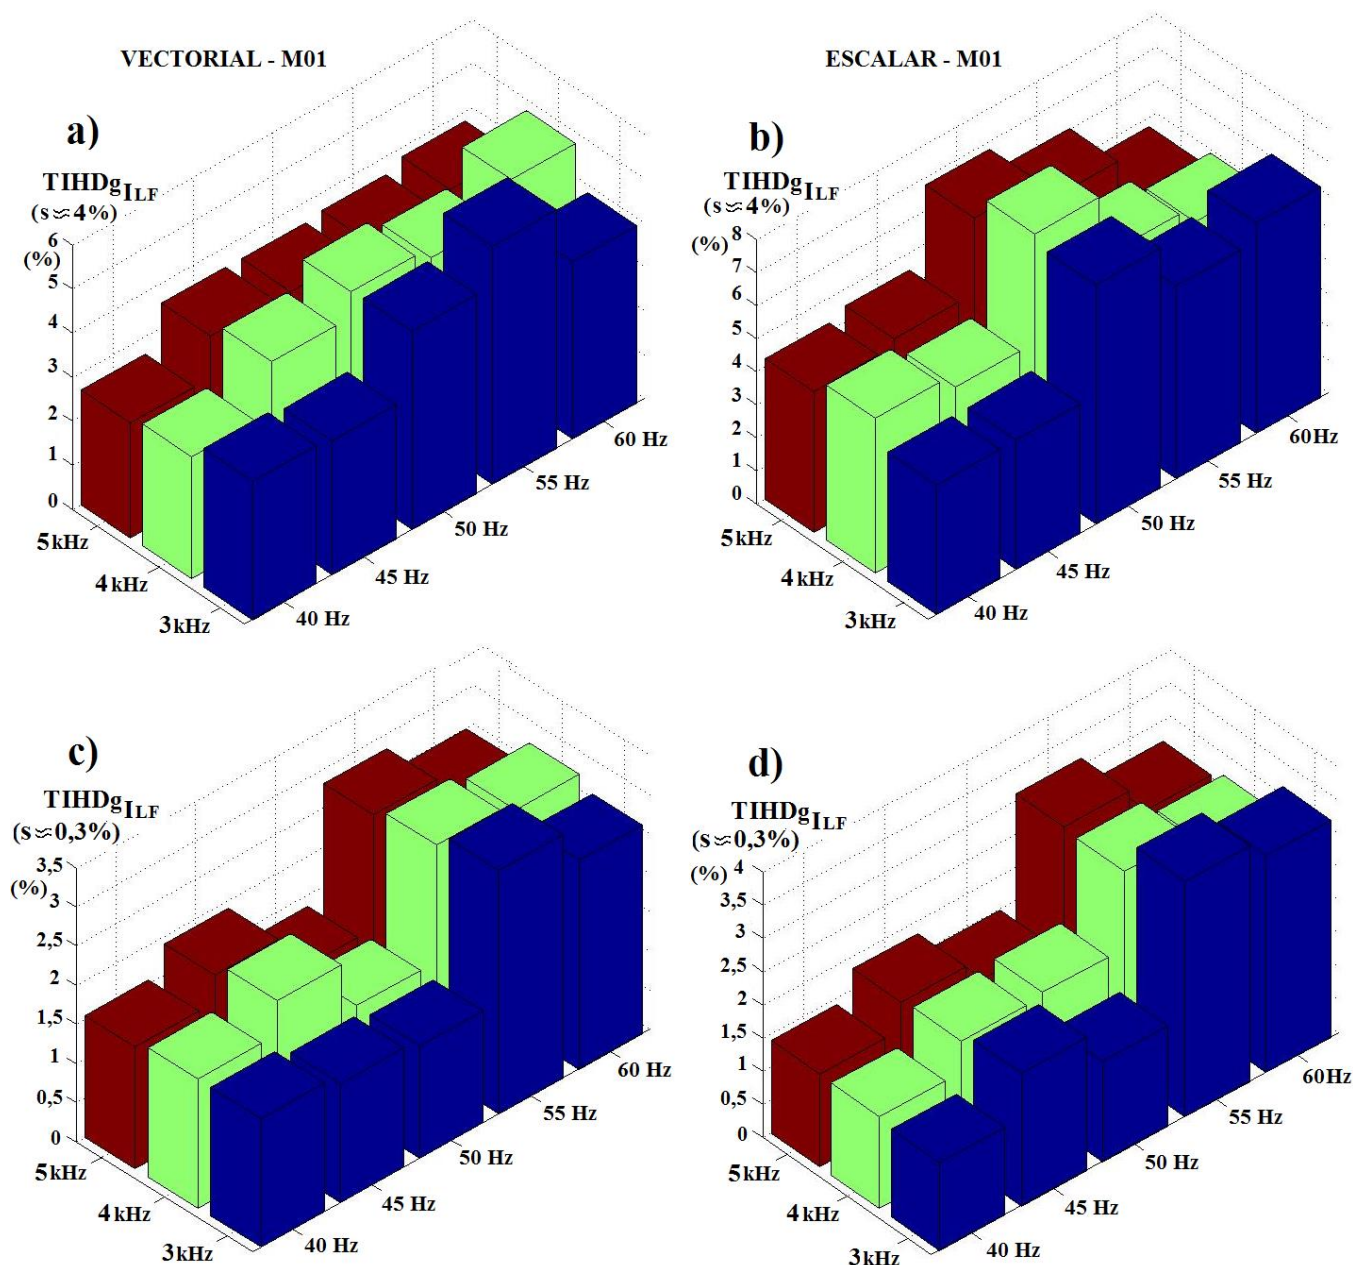 VECTORIAL - M01
ESCALAR - M01
a)
TIHDgILF
(s≈4%)
(%)
6
5
4
3
2
1
0
5kHz
4kHz
3kHz
40 Hz
45 Hz
50 Hz
55 Hz
60 Hz
b)
TIHDgILF
(s≈4%)
(%)
8
7
6
5
4
3
2
1
0
5kHz
4kHz
3kHz
40 Hz
45 Hz
50 Hz
55 Hz
60Hz
c)
TIHDgILF
(s≈0,3%)
(%)
3,5
3
2,5
2
1,5
1
0,5
0
5kHz
4kHz
3kHz
40 Hz
45 Hz
50 Hz
55 Hz
60 Hz
d)
TIHDgILF
(s≈0,3%)
(%)
4
3,5
3
2,5
2
1,5
1
0,5
0
5kHz
4kHz
3kHz
40 Hz
45 Hz
50 Hz
55 Hz
60Hz